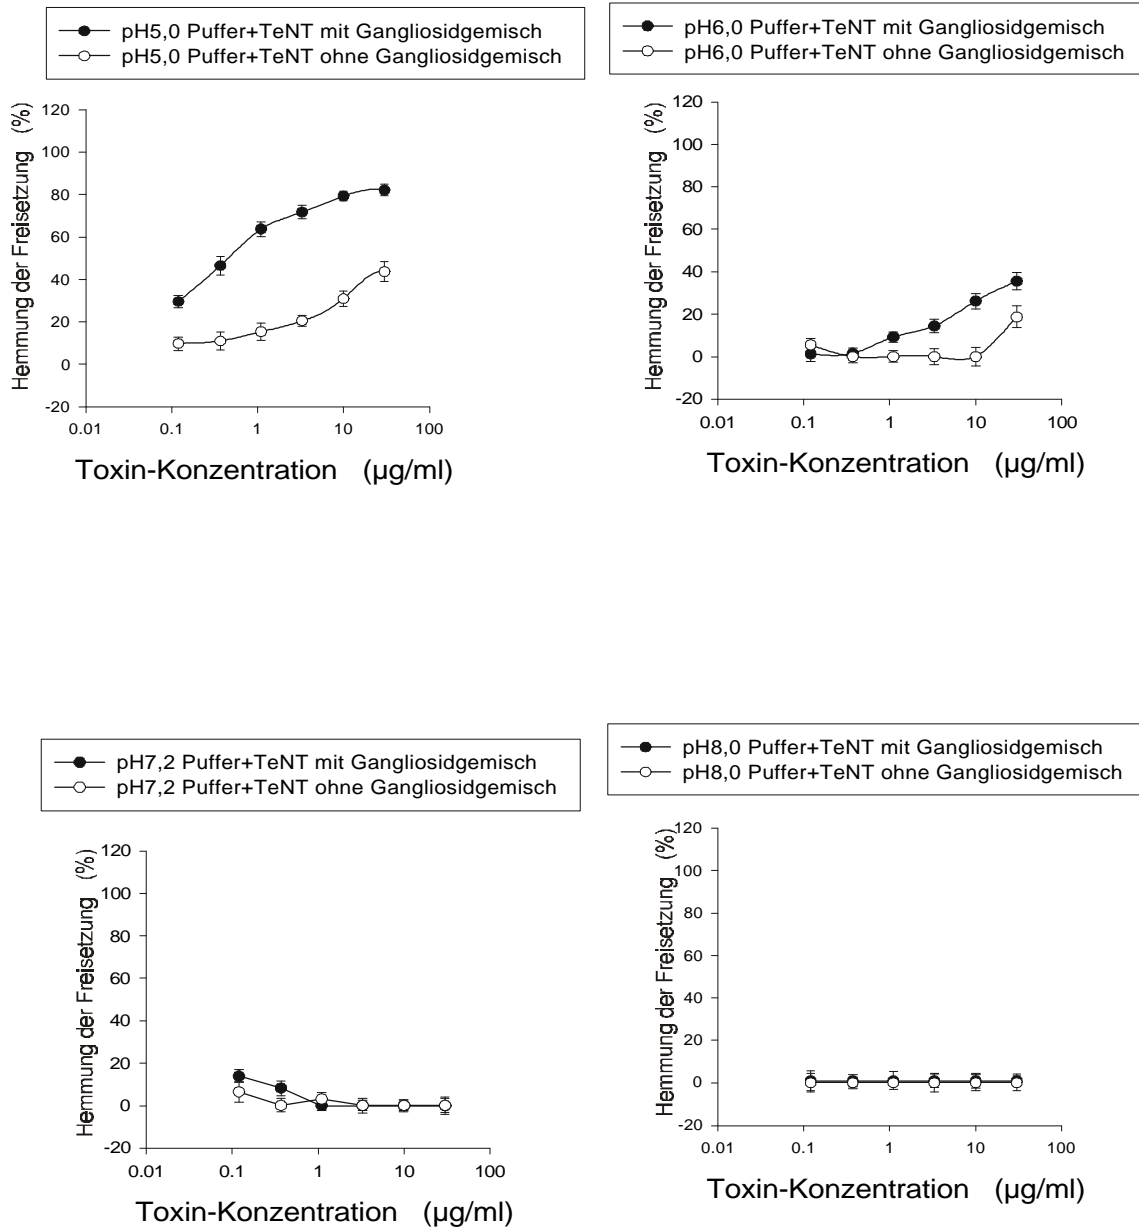 pH5,0 Puffer+TeNT mit Gangliosidgemisch
pH5,0 Puffer+TeNT ohne Gangliosidgemisch
Hemmung der Freisetzung (%)
120
100
80
60
40
20
0
-20
0.01 0.1 1 10 100
Toxin-Konzentration (µg/ml)
pH6,0 Puffer+TeNT mit Gangliosidgemisch
pH6,0 Puffer+TeNT ohne Gangliosidgemisch
Hemmung der Freisetzung (%)
120
100
80
60
40
20
0
-20
0.01 0.1 1 10 100
Toxin-Konzentration (µg/ml)
pH7,2 Puffer+TeNT mit Gangliosidgemisch
pH7,2 Puffer+TeNT ohne Gangliosidgemisch
Hemmung der Freisetzung (%)
120
100
80
60
40
20
0
-20
0.01 0.1 1 10 100
Toxin-Konzentration (µg/ml)
pH8,0 Puffer+TeNT mit Gangliosidgemisch
pH8,0 Puffer+TeNT ohne Gangliosidgemisch
Hemmung der Freisetzung (%)
120
100
80
60
40
20
0
-20
0.01 0.1 1 10 100
Toxin-Konzentration (µg/ml)